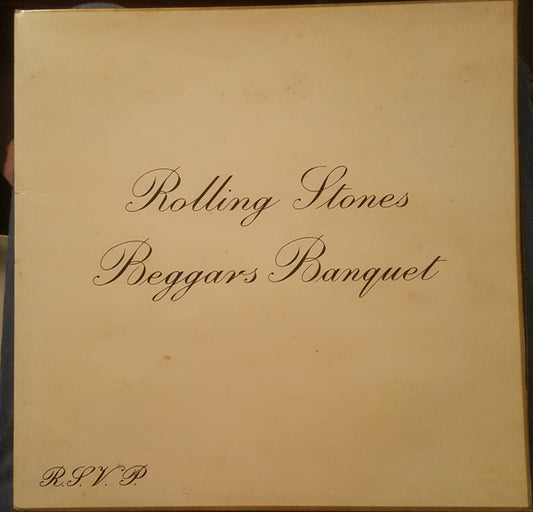 Rolling Stones
Beggars Banquet
R.S.V.P.